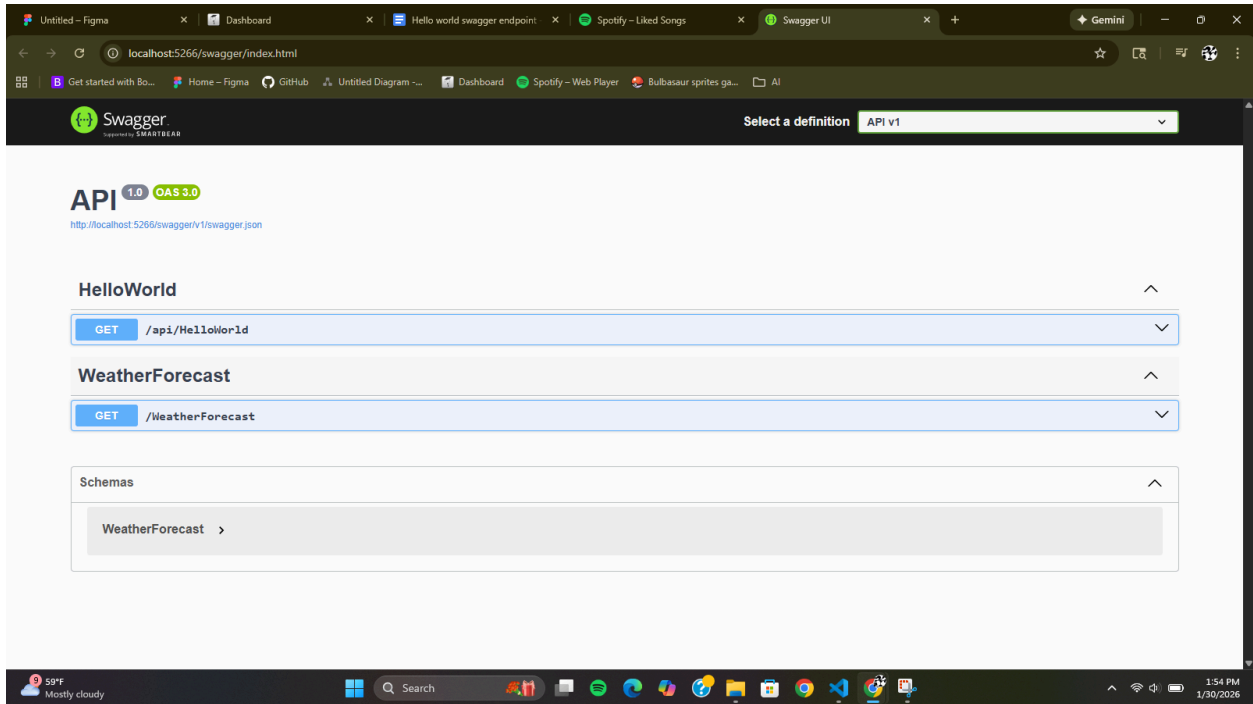 Untitled – Figma
Dashboard
Hello world swagger endpoint
Spotify – Liked Songs
Swagger UI
Gemini
localhost:5266/swagger/index.html
B Get started with Bo...
Home – Figma
GitHub
Untitled Diagram -...
Dashboard
Spotify – Web Player
Bulbasaur sprites ga...
AI
Swagger.
Supported by SMARTBEAR
Select a definition
API v1
API 1.0 OAS 3.0
http://localhost:5266/swagger/v1/swagger.json
HelloWorld
GET /api/HelloWorld
WeatherForecast
GET /WeatherForecast
Schemas
WeatherForecast
9
59°F
Mostly cloudy
Search
1:54 PM
1/30/2026